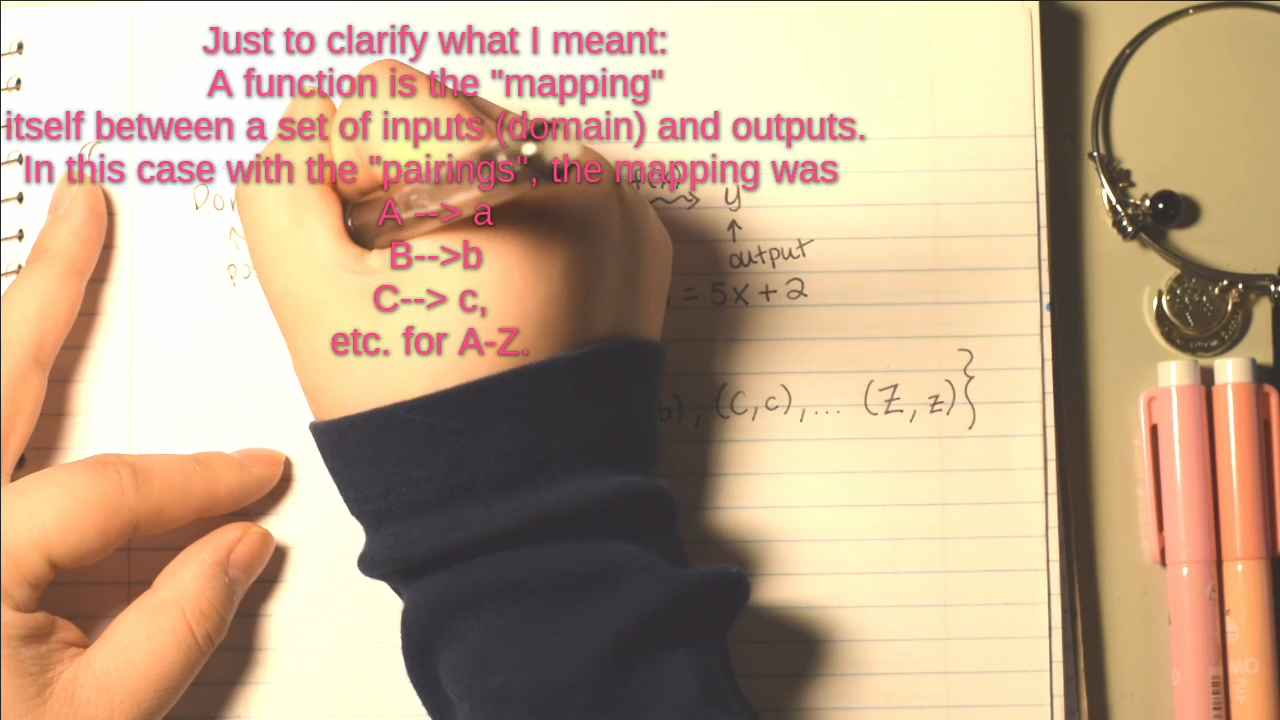 Just to clarify what I meant:
A function is the "mapping"
itself between a set of inputs (domain) and outputs.
In this case with the "pairings", the mapping was
A --> a
B-->b
C--> c,
etc. for A-Z.
y
↑
output
= 5x + 2
b), (C,c), ... (Z, z)}